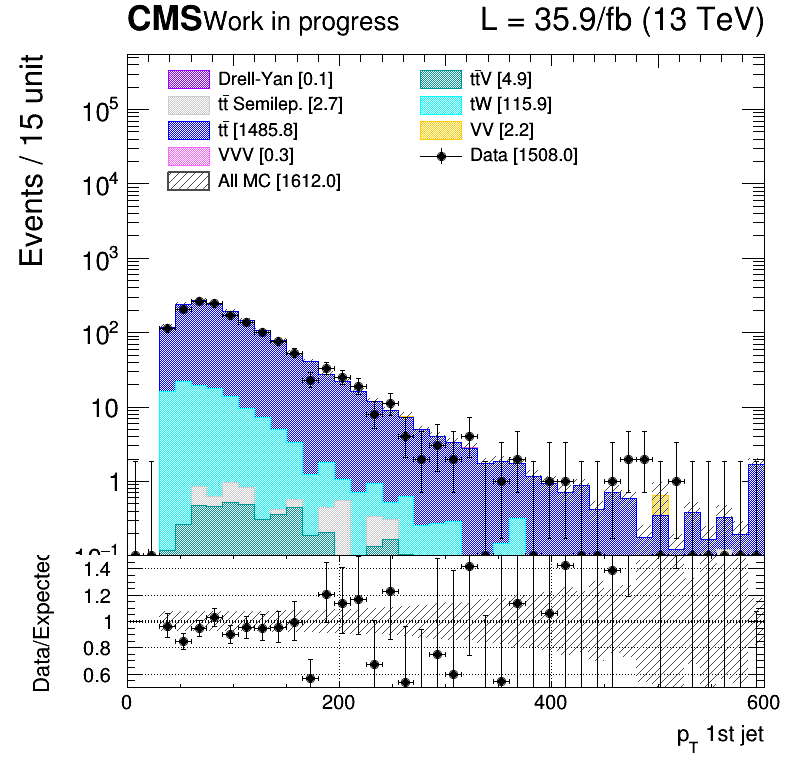 CMS Work in progress L = 35.9/fb (13 TeV)
Events / 15 unit
Drell-Yan [0.1]
tt̄ Semilep. [2.7]
tt̄ [1485.8]
VVV [0.3]
All MC [1612.0]
tt̄V [4.9]
tW [115.9]
VV [2.2]
Data [1508.0]
10⁵
10⁴
10³
10²
10
1
10⁻¹
Data/Expected
1.4
1.2
1
0.8
0.6
0 200 400 600
p_T 1st jet